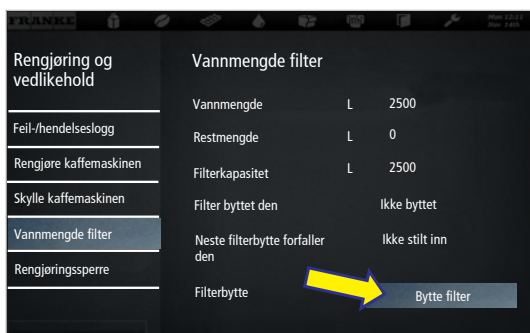 FRANKE
Rengjøring og
vedlikehold
Feil-/hendelseslogg
Rengjøre kaffemaskinen
Skylle kaffemaskinen
Vannmengde filter
Rengjøringssperre
Vannmengde filter
Vannmengde L 2500
Restmengde L 0
Filterkapasitet L 2500
Filter byttet den Ikke byttet
Neste filterbytte forfaller Ikke stilt inn
den
Filterbytte Bytte filter